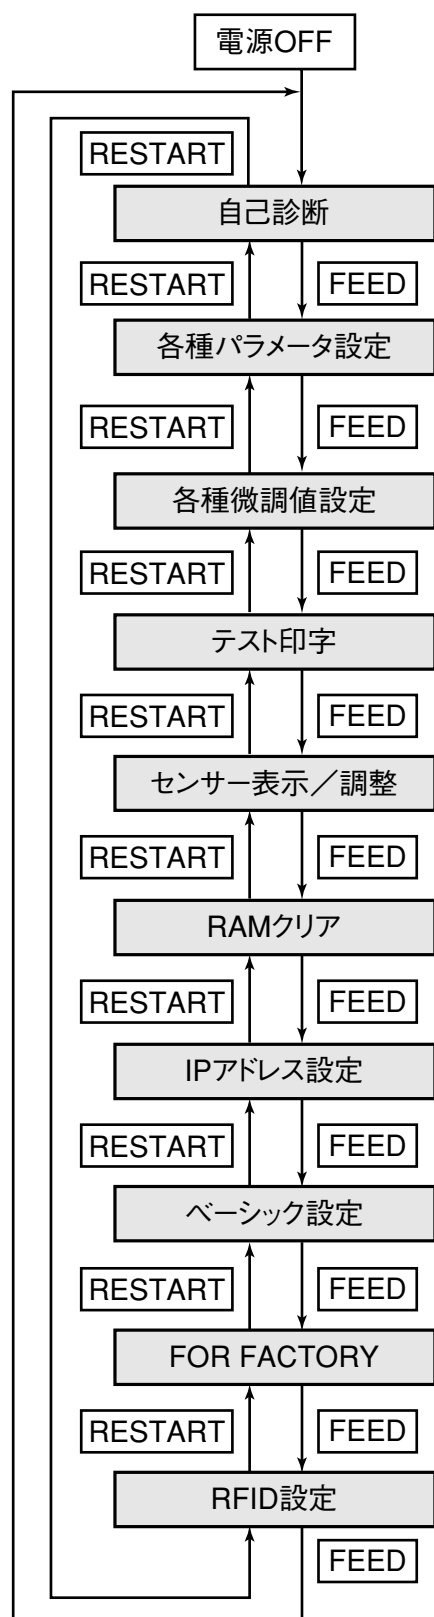 電源OFF
RESTART
自己診断
RESTART
FEED
各種パラメータ設定
RESTART
FEED
各種微調値設定
RESTART
FEED
テスト印字
RESTART
FEED
センサー表示／調整
RESTART
FEED
RAMクリア
RESTART
FEED
IPアドレス設定
RESTART
FEED
ベーシック設定
RESTART
FEED
FOR FACTORY
RESTART
FEED
RFID設定
FEED